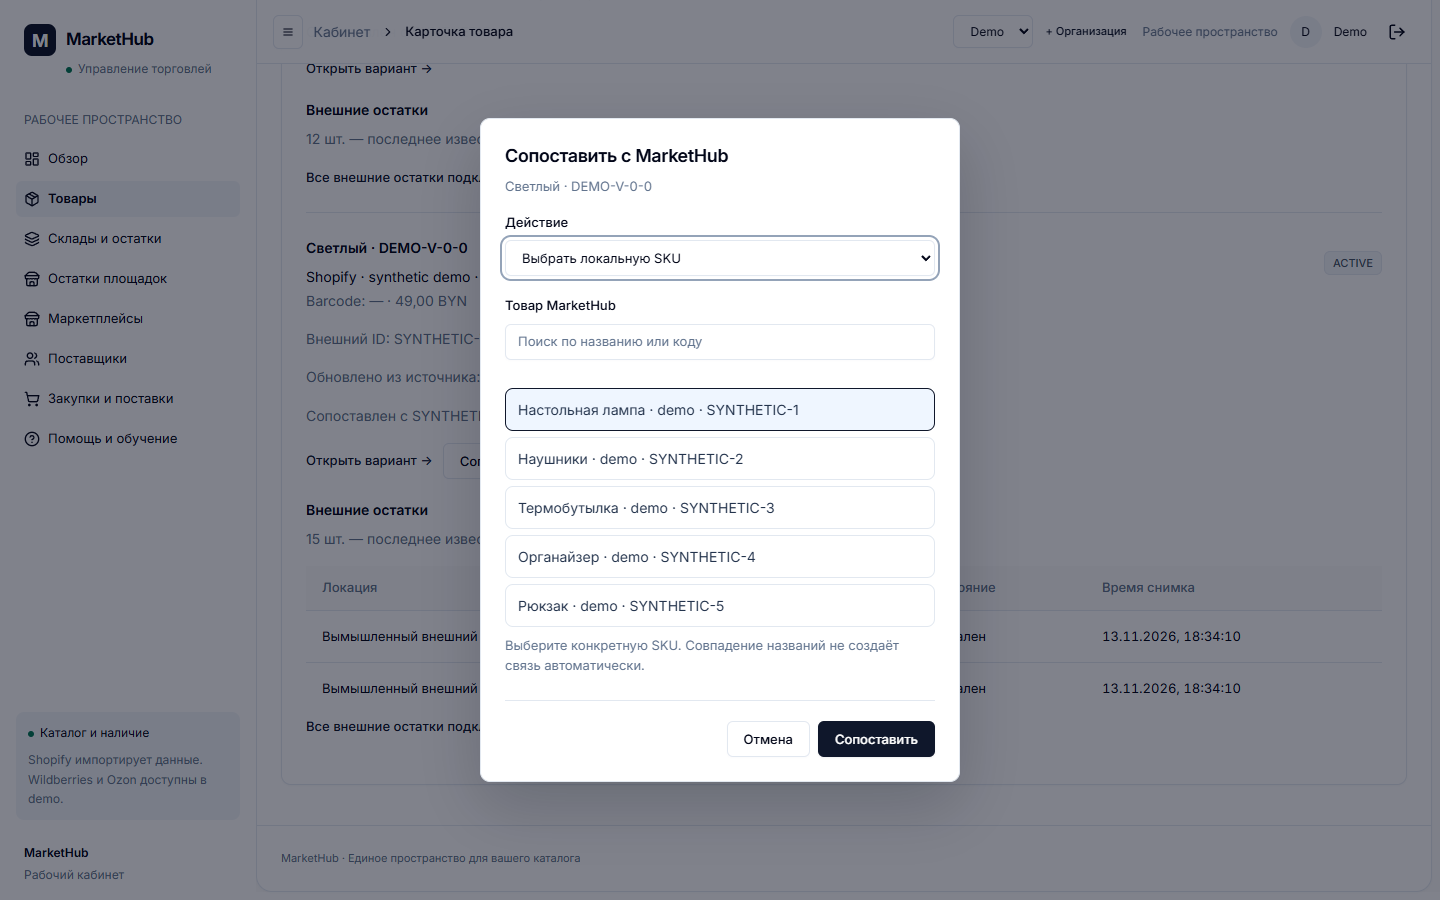 M MarketHub
Управление торговлей
РАБОЧЕЕ ПРОСТРАНСТВО
Обзор
Товары
Склады и остатки
Остатки площадок
Маркетплейсы
Поставщики
Закупки и поставки
Помощь и обучение
Каталог и наличие
Shopify импортирует данные.
Wildberries и Ozon доступны в
demo.
MarketHub
Рабочий кабинет
Кабинет > Карточка товара
Demo
+ Организация
Рабочее пространство
D
Demo
Открыть вариант →
Внешние остатки
12 шт. — последнее
Все внешние остатки
Светлый · DEMO-V-0-0
Shopify · synthetic demo ·
ACTIVE
Barcode: — · 49,00 BYN
Внешний ID: SYNTHETIC-
Обновлено из источника:
Сопоставлен с
Открыть вариант →
Внешние остатки
15 шт. — последнее
Локация
Время снимка
Вымышленный внешний
13.11.2026, 18:34:10
Вымышленный внешний
13.11.2026, 18:34:10
Все внешние остатки
MarketHub · Единое пространство для вашего каталога
Сопоставить с MarketHub
Светлый · DEMO-V-0-0
Действие
Выбрать локальную SKU
Товар MarketHub
Поиск по названию или коду
Настольная лампа · demo · SYNTHETIC-1
Наушники · demo · SYNTHETIC-2
Термобутылка · demo · SYNTHETIC-3
Органайзер · demo · SYNTHETIC-4
Рюкзак · demo · SYNTHETIC-5
Выберите конкретную SKU. Совпадение названий не создаёт
связь автоматически.
Отмена
Сопоставить